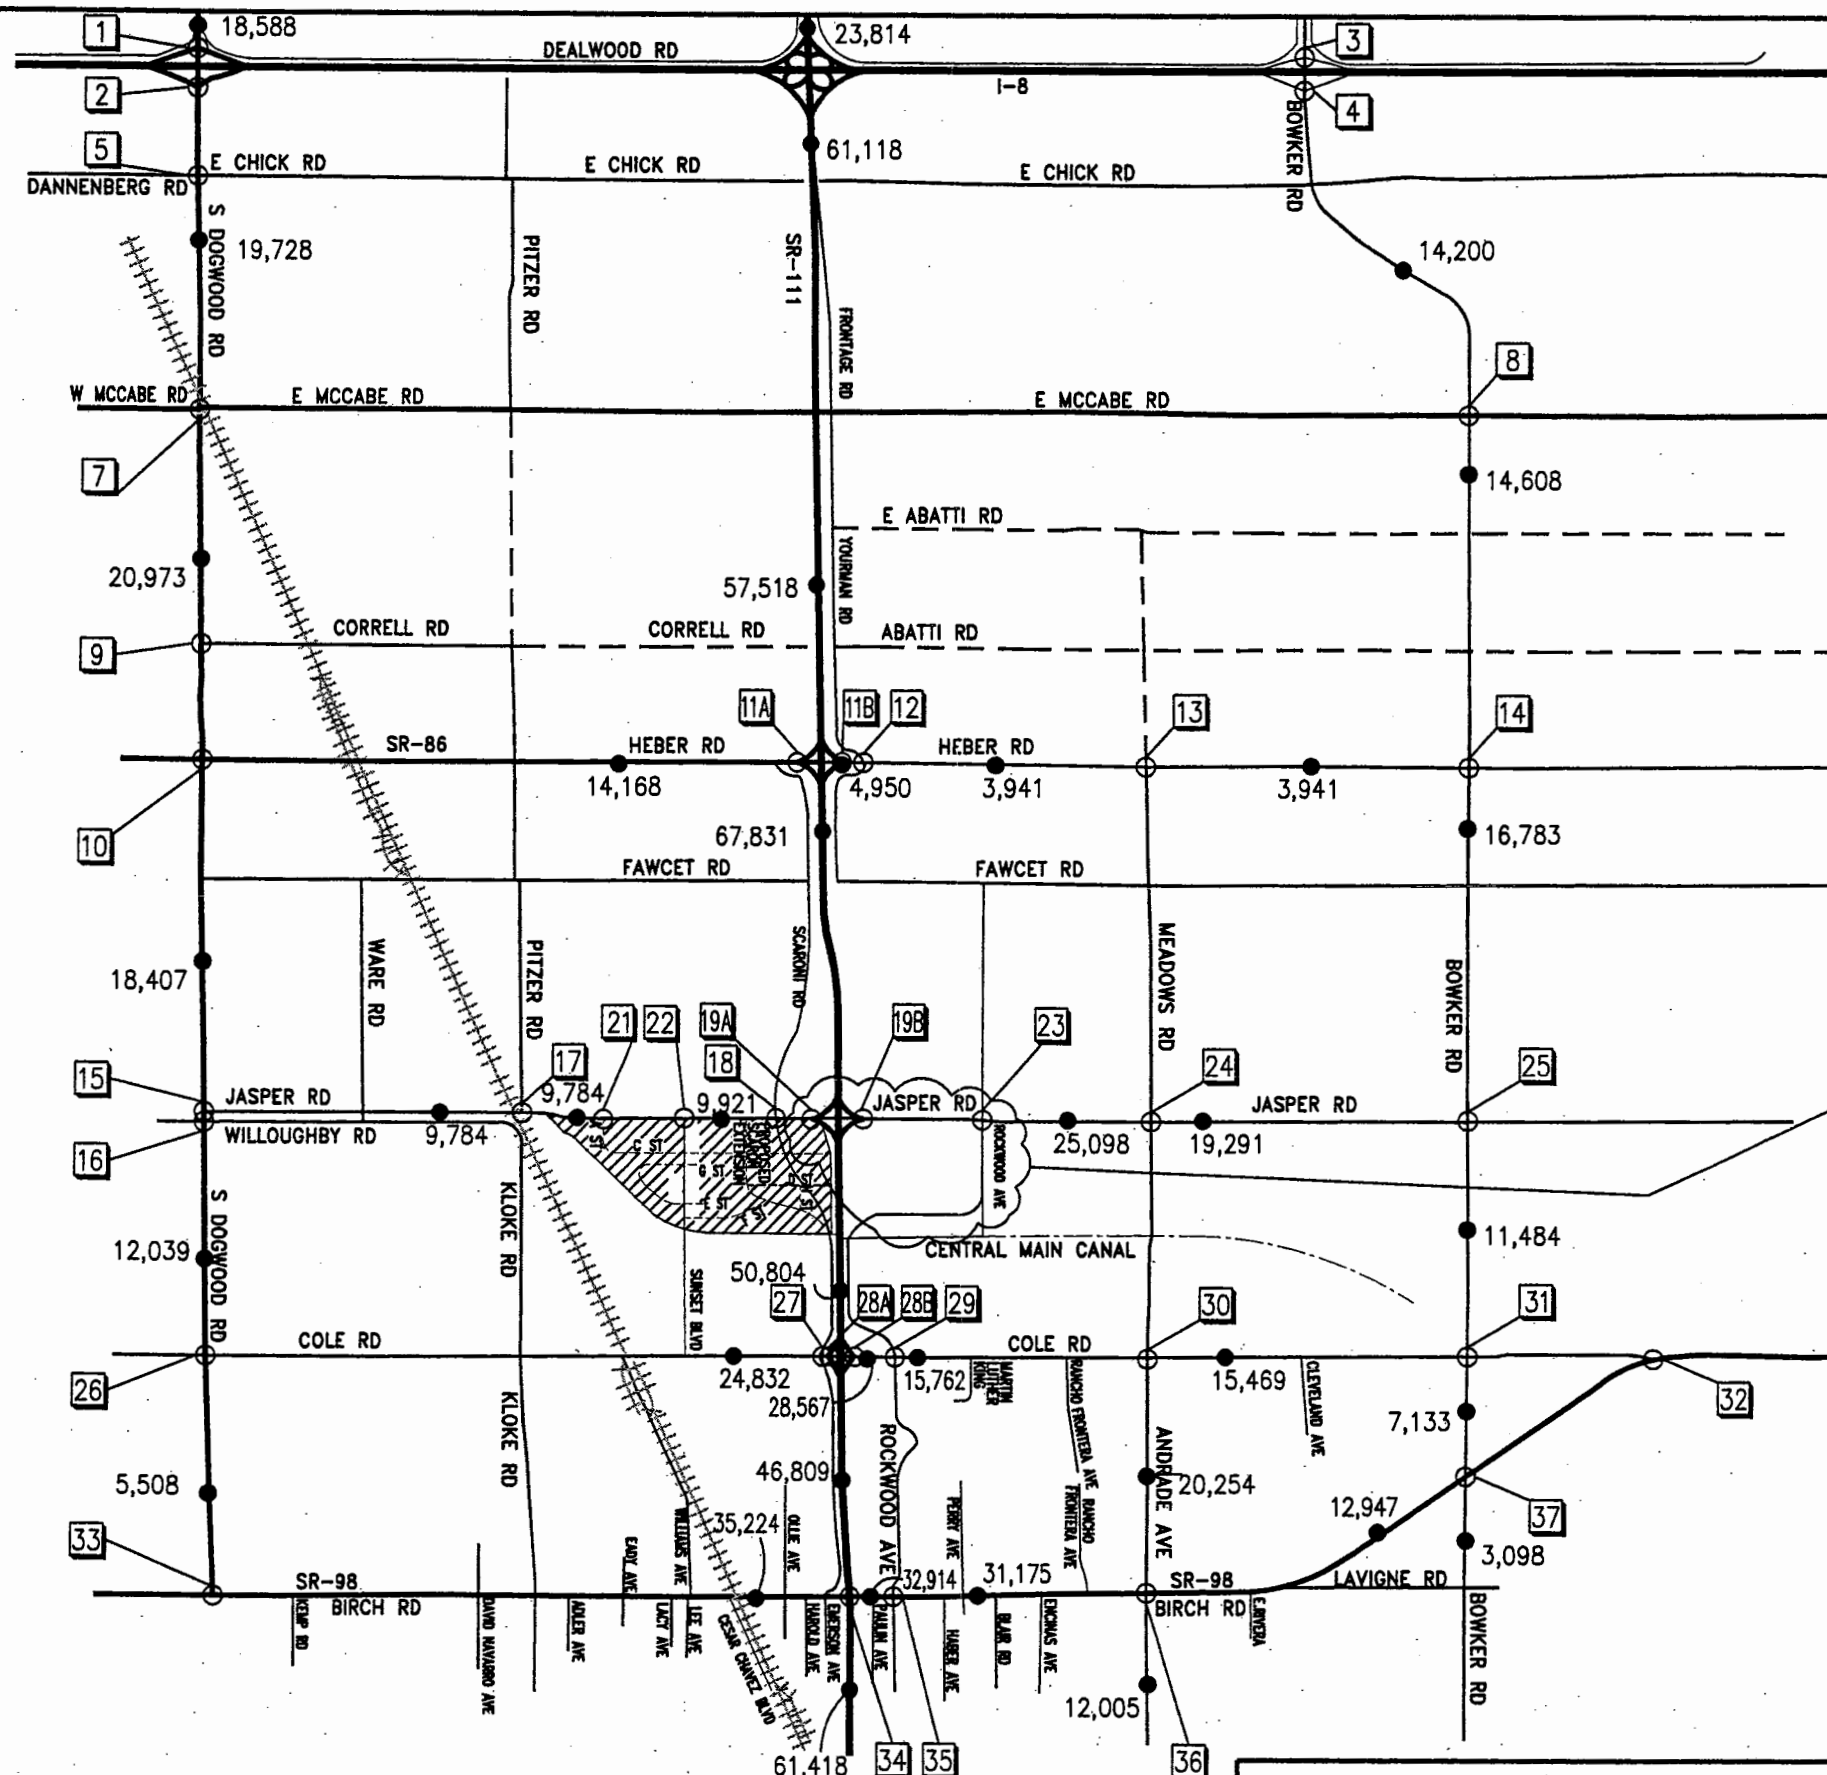 1
18,588
DEALWOOD RD
23,814
3
2
I-8
4
BOWKER RD
5
E CHICK RD
E CHICK RD
E CHICK RD
61,118
DANNENBERG RD
S DOGWOOD RD
19,728
PITZER RD
SR-111
14,200
FRONTAGE RD
8
W MCCABE RD
E MCCABE RD
E MCCABE RD
7
14,608
E ABATTI RD
20,973
57,518
YOURMAN RD
9
CORRELL RD
CORRELL RD
ABATTI RD
11A
11B
12
13
14
SR-86
HEBER RD
HEBER RD
14,168
4,950
3,941
3,941
10
67,831
16,783
FAWCET RD
FAWCET RD
WARE RD
PITZER RD
SCARONI RD
MEADOWS RD
BOWKER RD
18,407
21
22
19A
19B
23
15
17
18
24
25
JASPER RD
9,784
9,921
JASPER RD
JASPER RD
WILLOUGHBY RD
9,784
25,098
19,291
16
PROPOSED
SCARONI
EXTENSION
ROCKWOOD AVE
C ST
G ST
D ST
E ST
F ST
S DOGWOOD RD
KLOKE RD
12,039
11,484
CENTRAL MAIN CANAL
SUNSET BLVD
50,804
27
28A
28B
29
30
31
COLE RD
COLE RD
26
24,832
15,762
15,469
28,567
MARTIN
LUTHER
KING
RANCHO FRONTERA AVE
CLEVELAND AVE
32
KLOKE RD
7,133
ROCKWOOD AVE
ANDRADE AVE
5,508
46,809
20,254
12,947
37
33
35,224
WILLIAMS AVE
OLLIE AVE
PERRY AVE
RANCHO
FRONTERA AVE
EADY AVE
3,098
SR-98
32,914
31,175
SR-98
LAVIGNE RD
BIRCH RD
BIRCH RD
KEMP RD
DAVID NAVARRO AVE
ADLER AVE
LACY AVE
LEE AVE
CESAR CHAVEZ BLVD
HAROLD AVE
EMERSON AVE
PAULIN AVE
HABER AVE
BLAIR RD
ENCINAS AVE
E.RIVERA
BOWKER RD
12,005
61,418
34
35
36